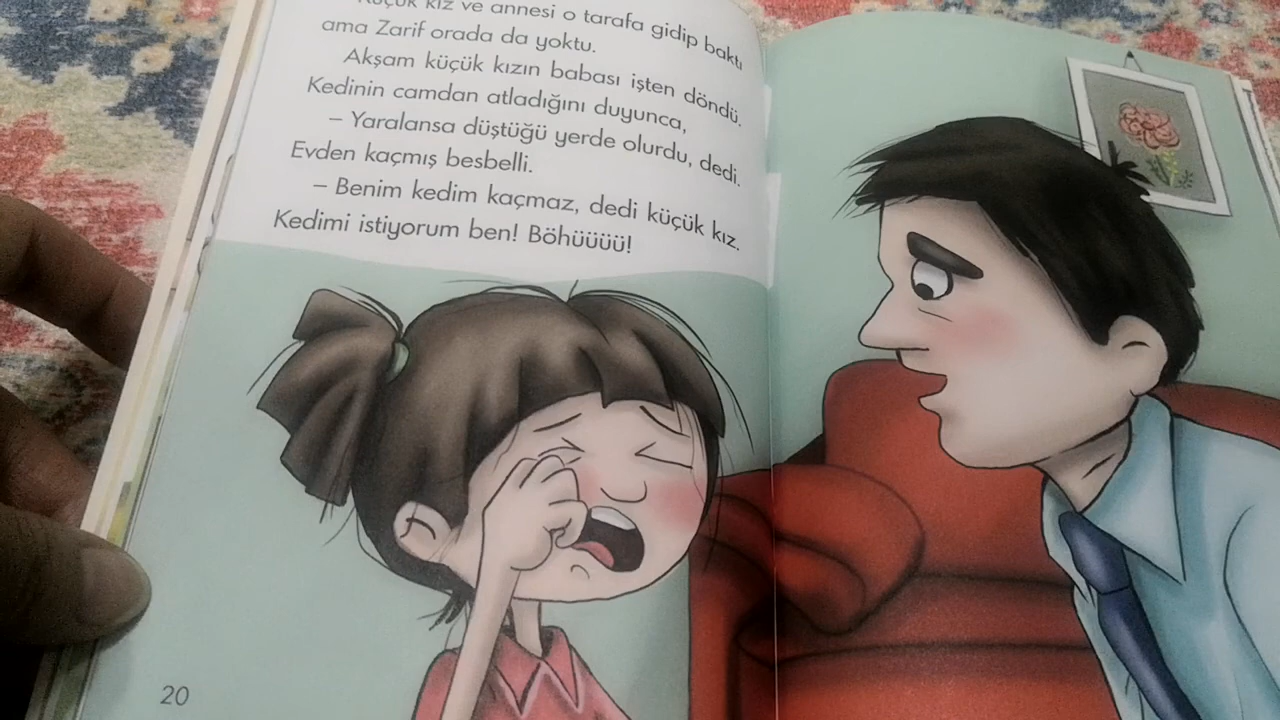 Küçük kız ve annesi o tarafa gidip baktı
ama Zarif orada da yoktu.
Akşam küçük kızın babası işten döndü.
Kedinin camdan atladığını duyunca,
– Yaralansa düştüğü yerde olurdu, dedi.
Evden kaçmış besbelli.
– Benim kedim kaçmaz, dedi küçük kız.
Kedimi istiyorum ben! Böhüüüü!
20